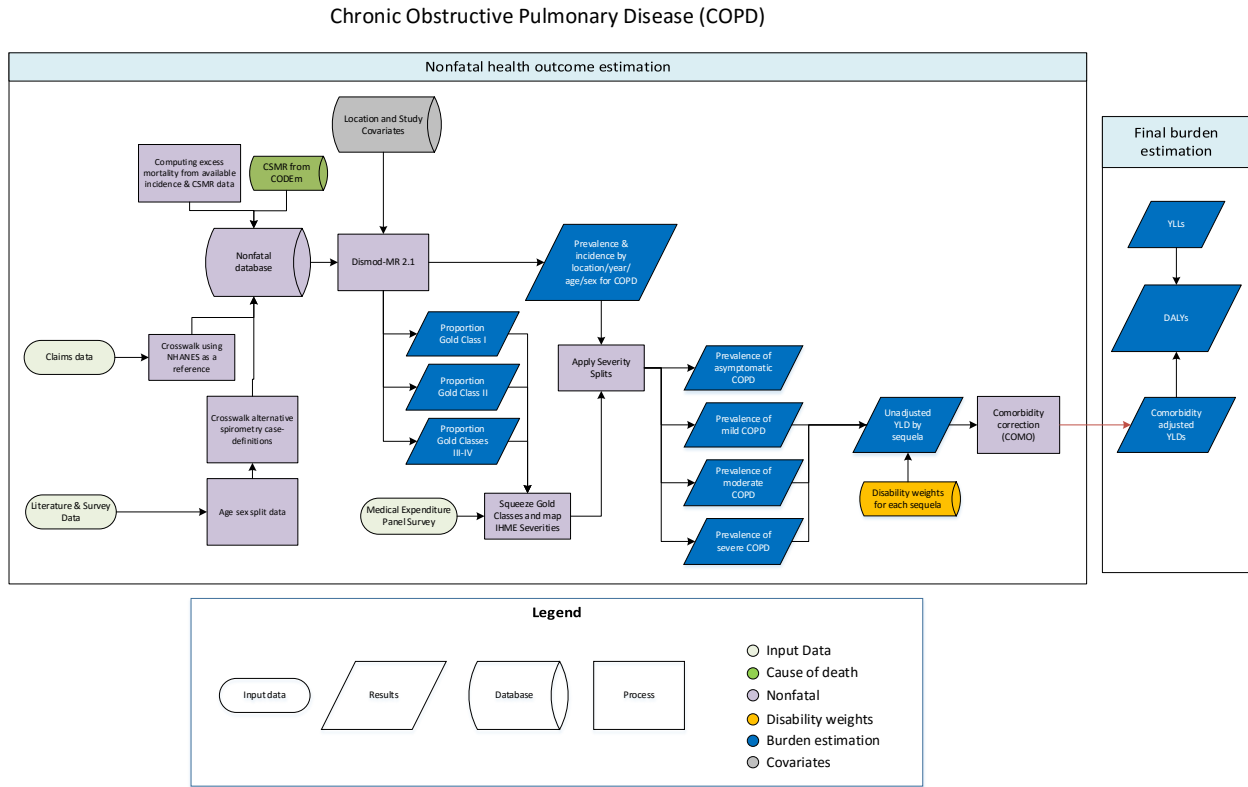 Chronic Obstructive Pulmonary Disease (COPD)
Nonfatal health outcome estimation
Location and Study
Covariates
Computing excess
mortality from available
incidence & CSMR data
CSMR from
CODEm
Nonfatal
database
Dismod-MR 2.1
Prevalence &
incidence by
location/year/
age/sex for COPD
Claims data
Crosswalk using
NHANES as a
reference
Proportion
Gold Class I
Proportion
Gold Class II
Proportion
Gold Classes
III-IV
Apply Severity
Splits
Crosswalk alternative
spirometry case-
definitions
Literature & Survey
Data
Age sex split data
Medical Expenditure
Panel Survey
Squeeze Gold
Classes and map
IHME Severities
Prevalence of
asymptomatic
COPD
Prevalence of
mild COPD
Prevalence of
moderate
COPD
Prevalence of
severe COPD
Unadjusted
YLD by
sequela
Disability weights
for each sequela
Comorbidity
correction
(COMO)
Final burden
estimation
YLLs
DALYs
Comorbidity
adjusted
YLDs
Legend
Input data
Results
Database
Process
Input Data
Cause of death
Nonfatal
Disability weights
Burden estimation
Covariates